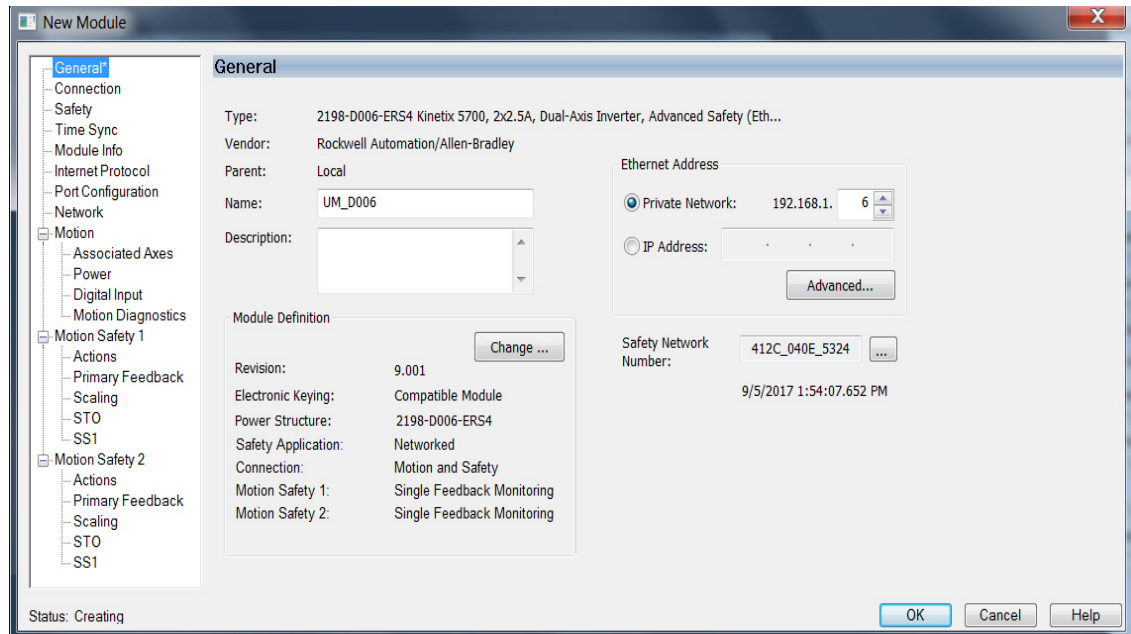 New Module
General*
Connection
Safety
Time Sync
Module Info
Internet Protocol
Port Configuration
Network
Motion
Associated Axes
Power
Digital Input
Motion Diagnostics
Motion Safety 1
Actions
Primary Feedback
Scaling
STO
SS1
Motion Safety 2
Actions
Primary Feedback
Scaling
STO
SS1
General
Type: 2198-D006-ERS4 Kinetix 5700, 2x2.5A, Dual-Axis Inverter, Advanced Safety (Eth...
Vendor: Rockwell Automation/Allen-Bradley
Parent: Local
Name: UM_D006
Description:
Module Definition
Change ...
Revision: 9.001
Electronic Keying: Compatible Module
Power Structure: 2198-D006-ERS4
Safety Application: Networked
Connection: Motion and Safety
Motion Safety 1: Single Feedback Monitoring
Motion Safety 2: Single Feedback Monitoring
Ethernet Address
Private Network: 192.168.1. 6
IP Address: . . .
Advanced...
Safety Network
Number: 412C_040E_5324 ...
9/5/2017 1:54:07.652 PM
Status: Creating
OK Cancel Help